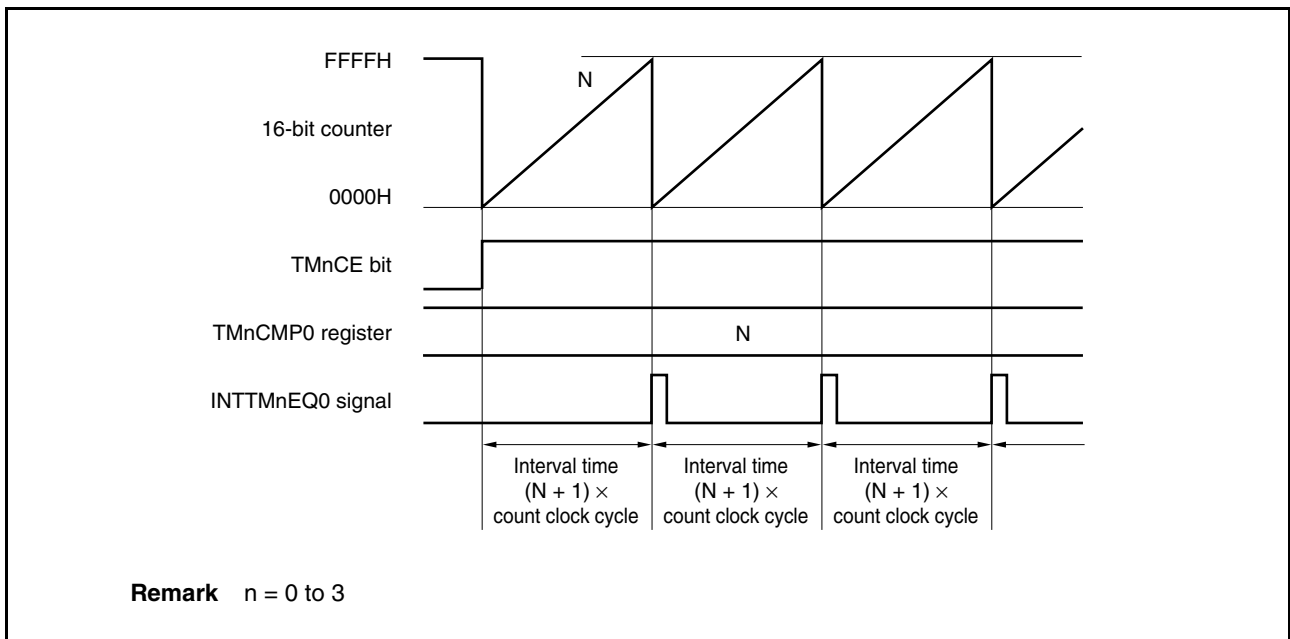 FFFFH
N
16-bit counter
0000H
TMnCE bit
TMnCMP0 register
N
INTTMnEQ0 signal
Interval time
(N + 1) ×
count clock cycle
Interval time
(N + 1) ×
count clock cycle
Interval time
(N + 1) ×
count clock cycle
Remark n = 0 to 3